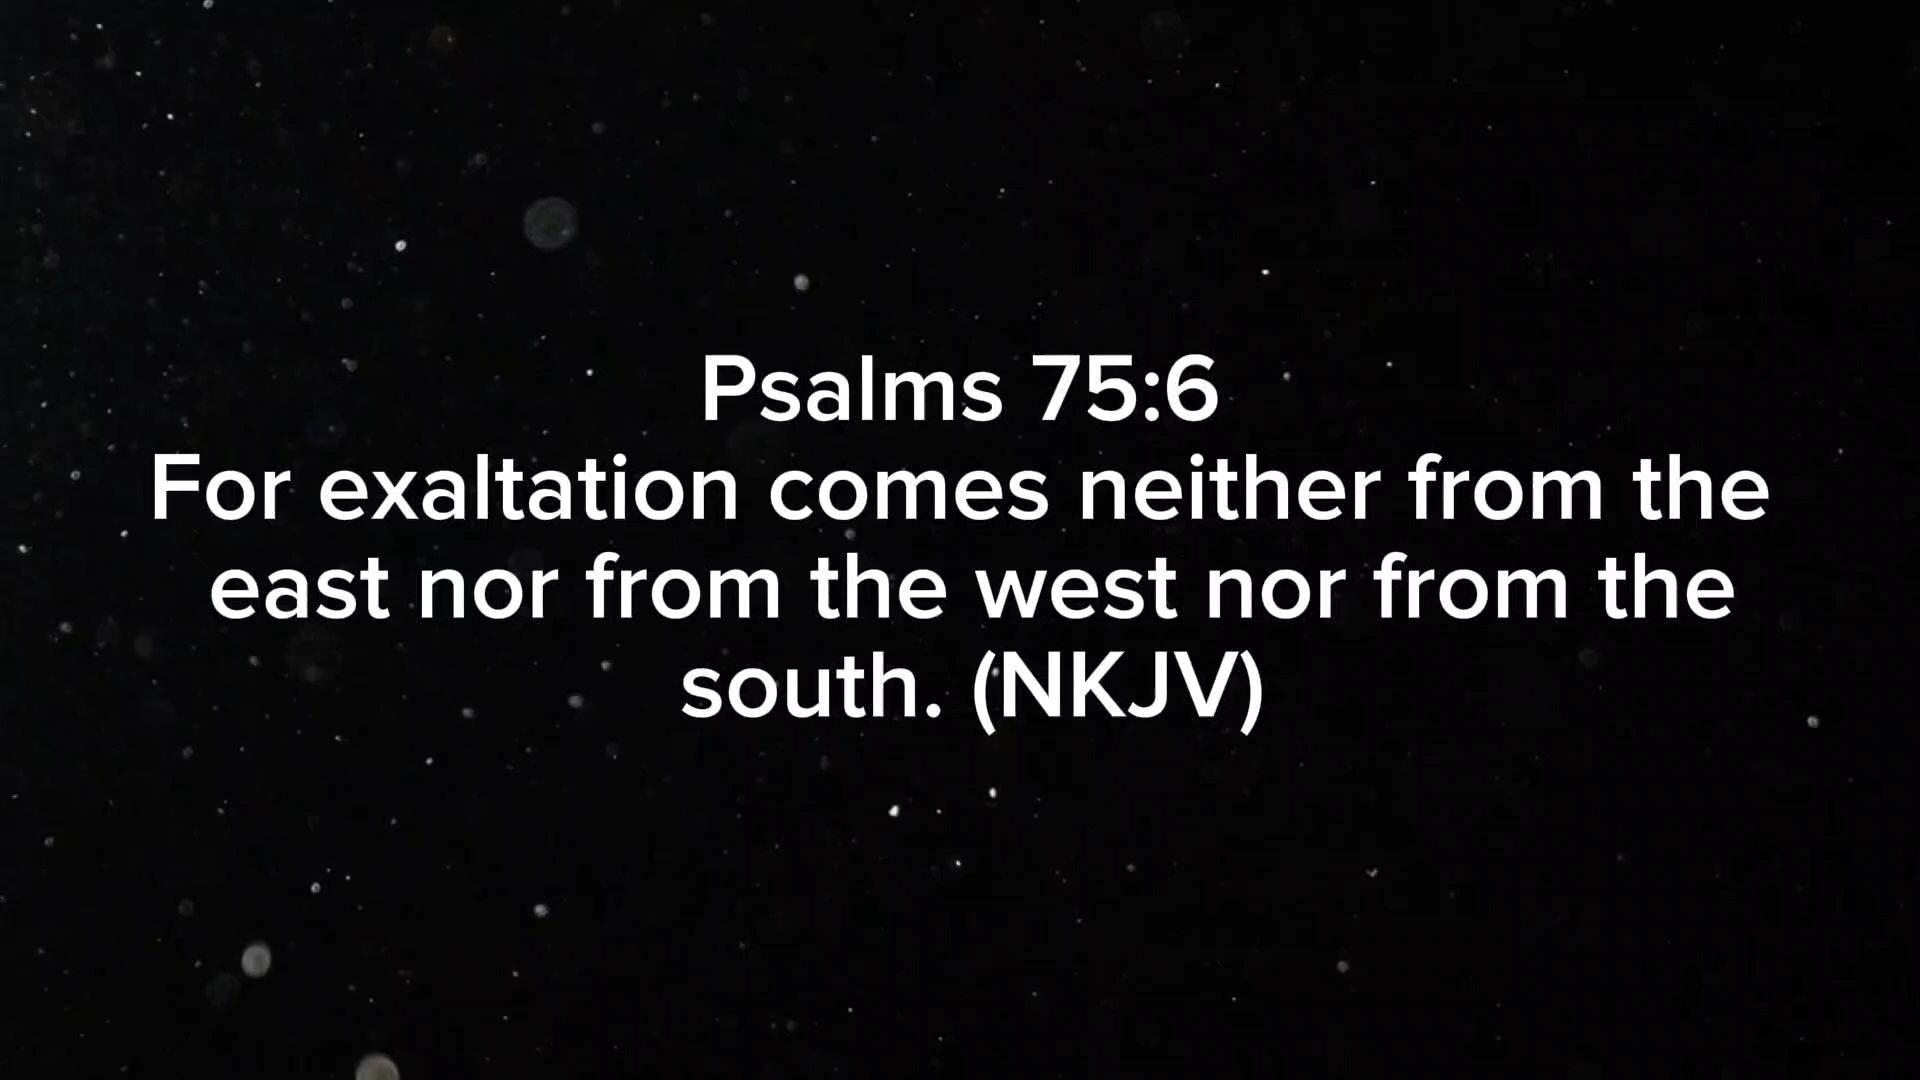 Psalms 75:6
For exaltation comes neither from the
east nor from the west nor from the
south. (NKJV)